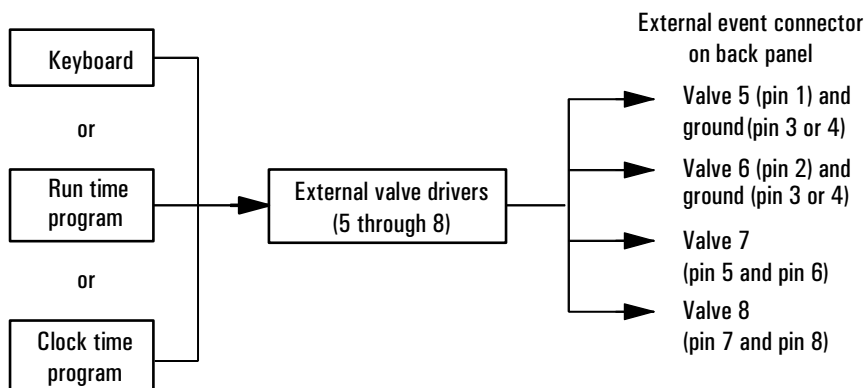 Keyboard
or
Run time
program
or
Clock time
program
External valve drivers
(5 through 8)
External event connector
on back panel
Valve 5 (pin 1) and
ground (pin 3 or 4)
Valve 6 (pin 2) and
ground (pin 3 or 4)
Valve 7
(pin 5 and pin 6)
Valve 8
(pin 7 and pin 8)